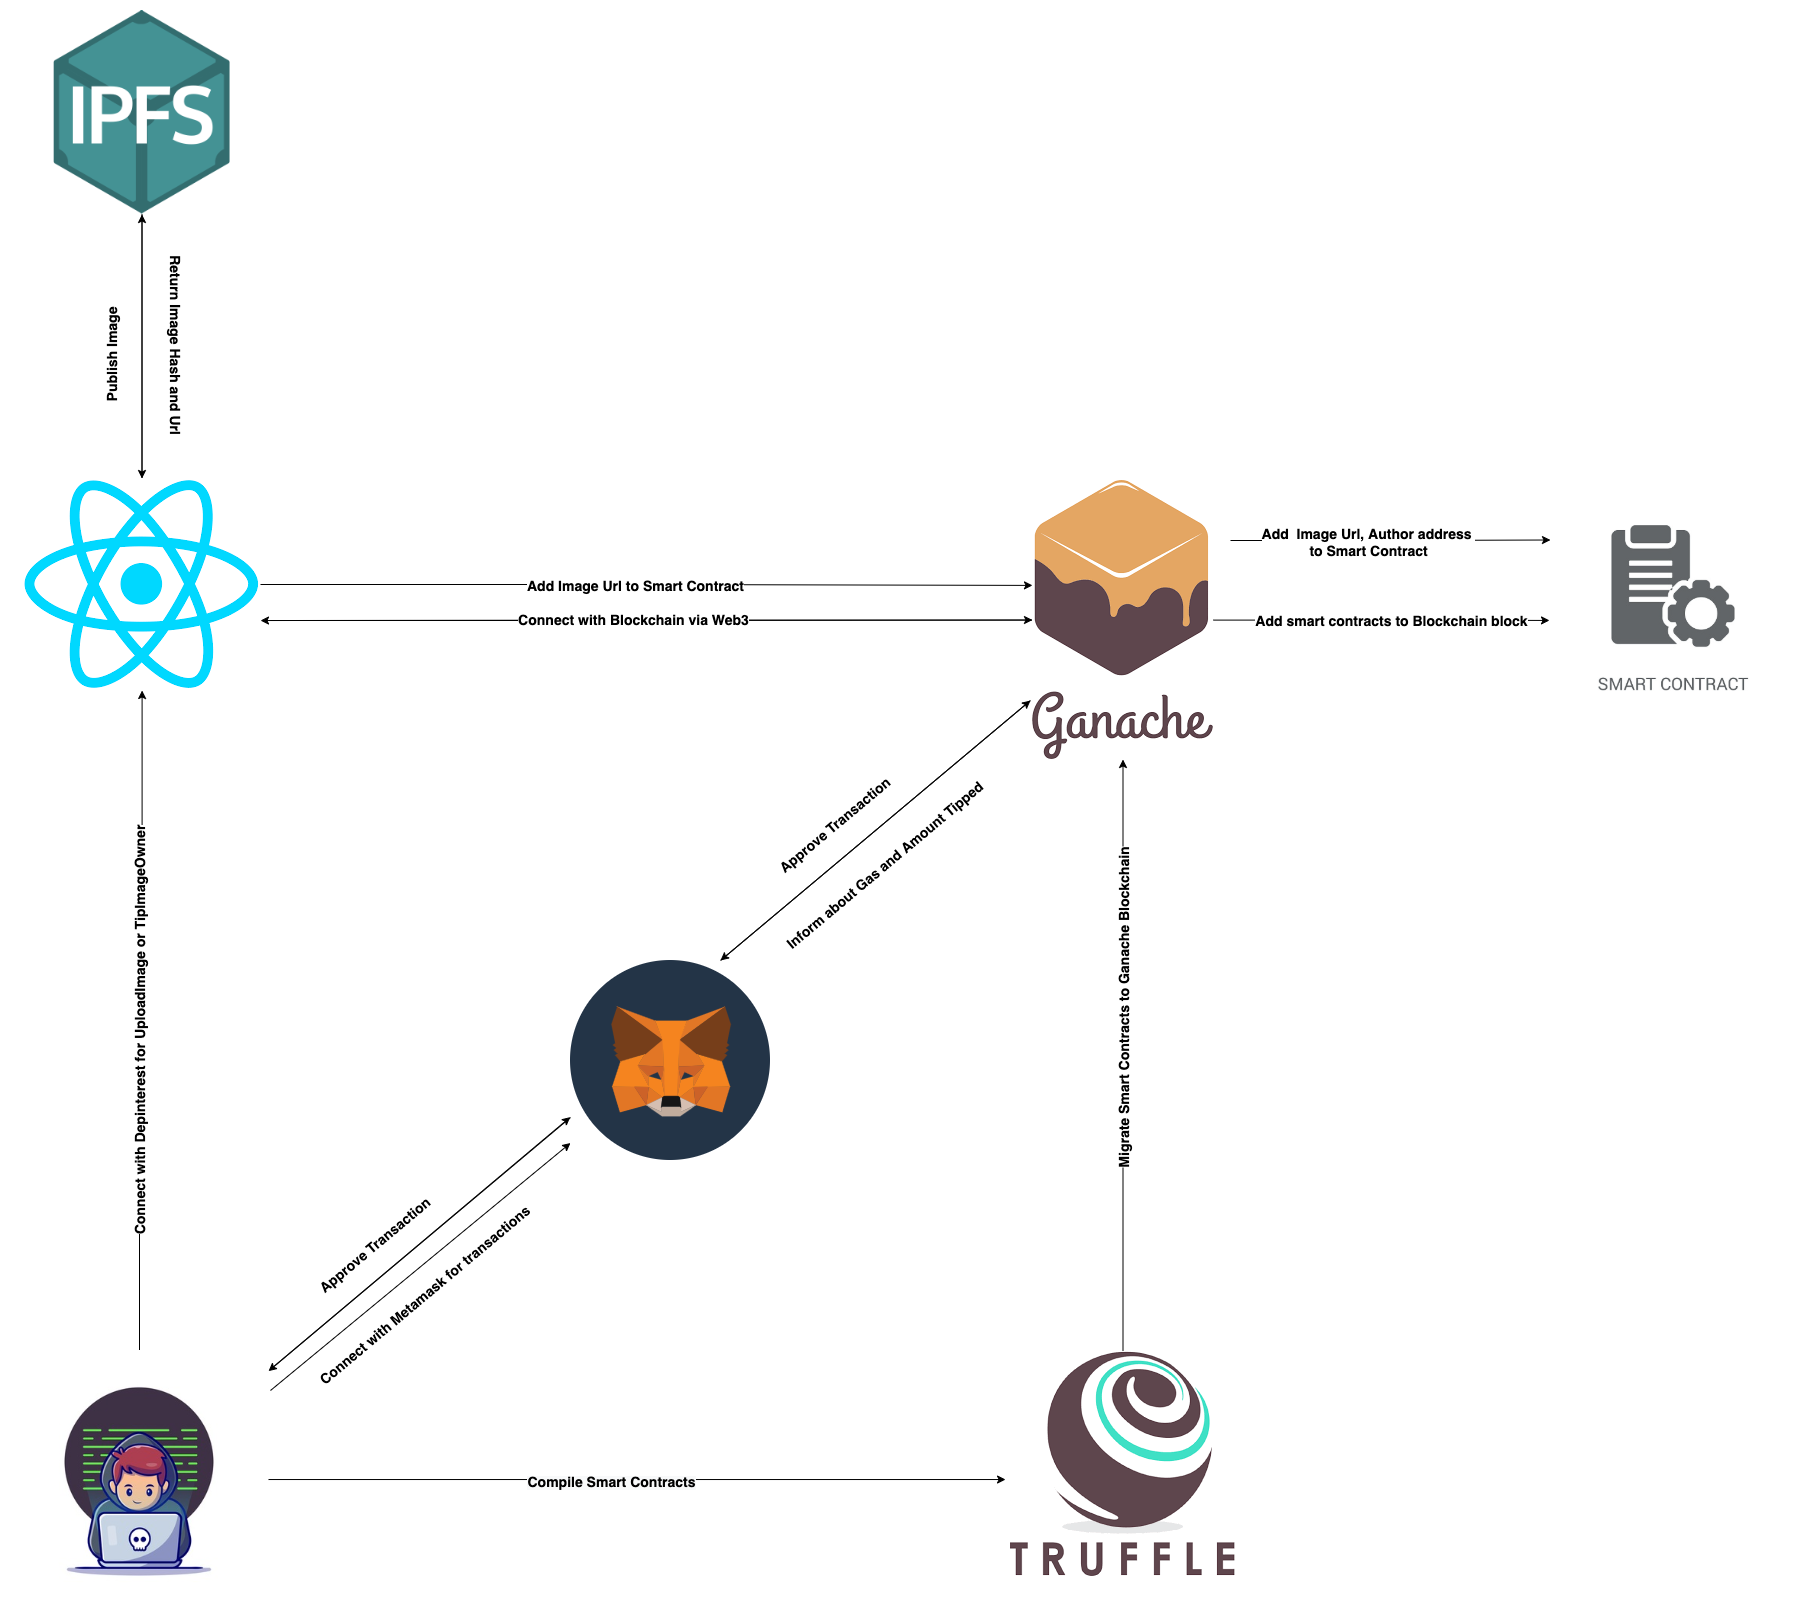 IPFS
Publish Image
Return Image Hash and Url
Add Image Url to Smart Contract
Connect with Blockchain via Web3
Add  Image Url, Author address
to Smart Contract
Add smart contracts to Blockchain block
SMART CONTRACT
Ganache
Approve Transaction
Inform about Gas and Amount Tipped
Connect with Depinterest for UploadImage or TipImageOwner
Migrate Smart Contracts to Ganache Blockchain
Approve Transaction
Connect with Metamask for transactions
Compile Smart Contracts
TRUFFLE